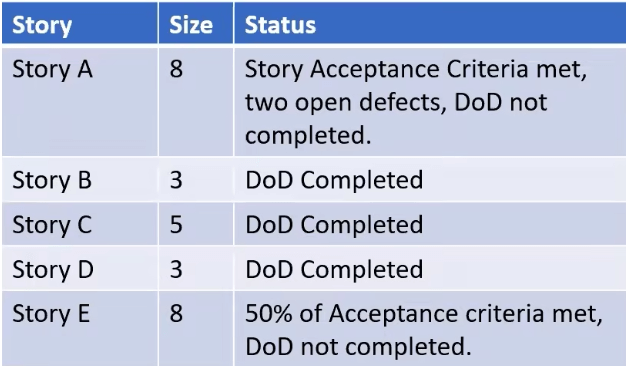 Story Size Status
Story A 8 Story Acceptance Criteria met,
two open defects, DoD not
completed.
Story B 3 DoD Completed
Story C 5 DoD Completed
Story D 3 DoD Completed
Story E 8 50% of Acceptance criteria met,
DoD not completed.